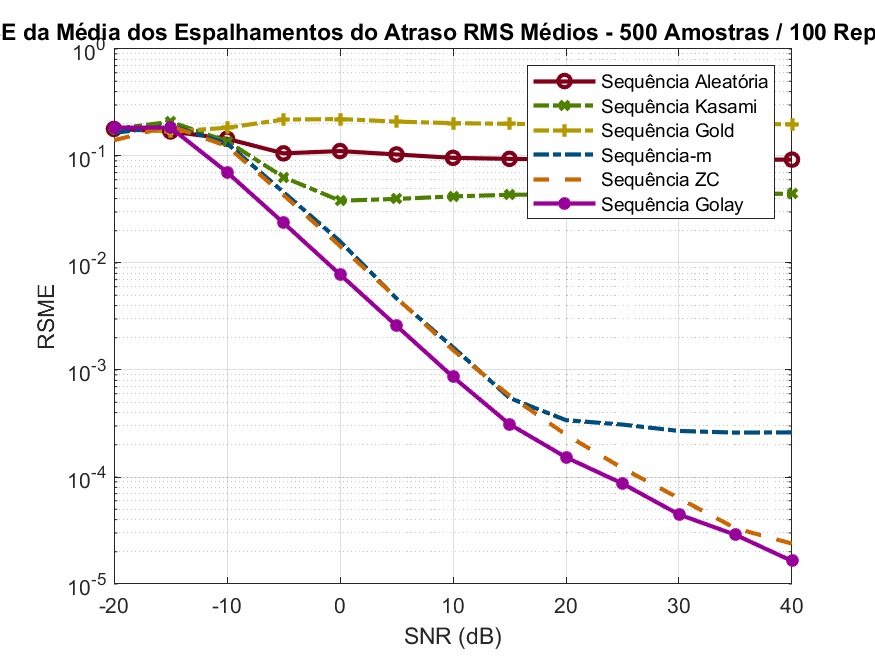 E da Média dos Espalhamentos do Atraso RMS Médios - 500 Amostras / 100 Rep
10^0
10^-1
10^-2
10^-3
10^-4
10^-5
RSME
Sequência Aleatória
Sequência Kasami
Sequência Gold
Sequência-m
Sequência ZC
Sequência Golay
-20 -10 0 10 20 30 40
SNR (dB)